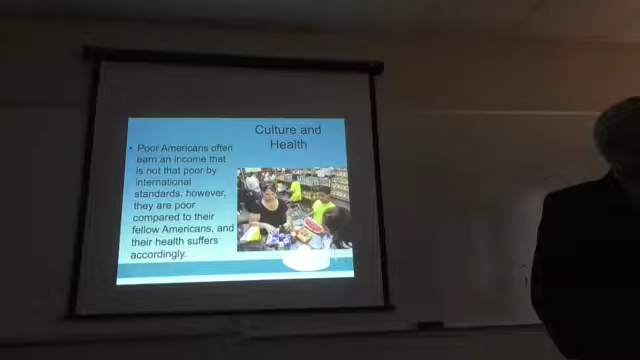 Culture and
Health
• Poor Americans often
earn an income that
is not that poor by
international
standards, however,
they are poor
compared to their
fellow Americans, and
their health suffers
accordingly.